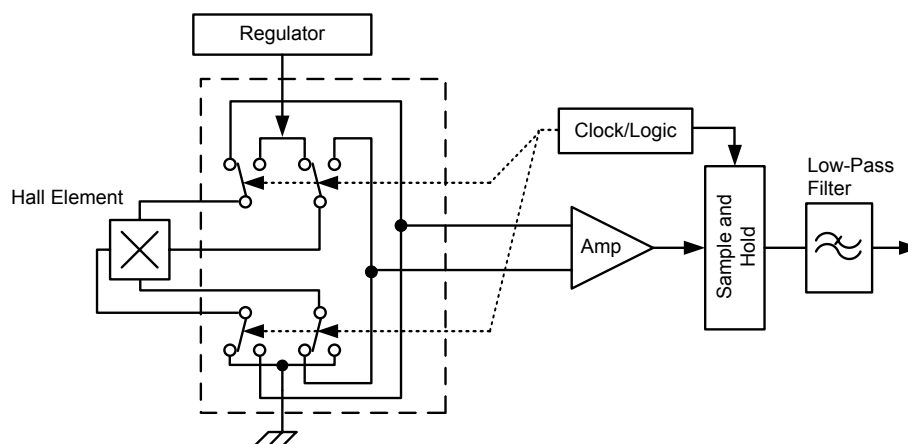 Regulator
Clock/Logic
Low-Pass
Filter
Hall Element
Amp
Sample and
Hold